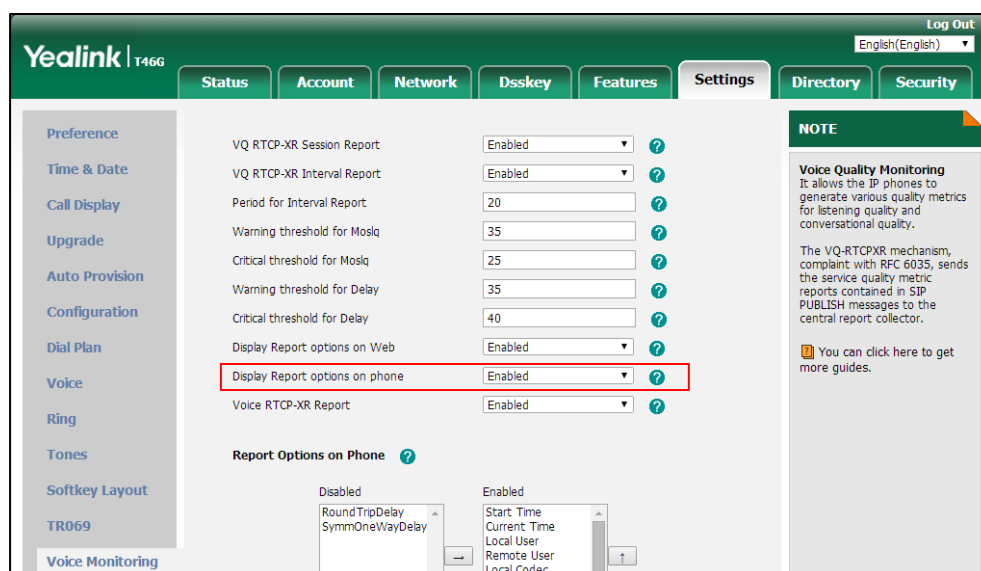 Log Out
English(English)
Yealink | T46G
Status Account Network Dsskey Features Settings Directory Security
Preference
Time & Date
Call Display
Upgrade
Auto Provision
Configuration
Dial Plan
Voice
Ring
Tones
Softkey Layout
TR069
Voice Monitoring
VQ RTCP-XR Session Report Enabled ?
VQ RTCP-XR Interval Report Enabled ?
Period for Interval Report 20 ?
Warning threshold for Moslq 35 ?
Critical threshold for Moslq 25 ?
Warning threshold for Delay 35 ?
Critical threshold for Delay 40 ?
Display Report options on Web Enabled ?
Display Report options on phone Enabled ?
Voice RTCP-XR Report Enabled ?
Report Options on Phone ?
Disabled
RoundTripDelay
SymmOneWayDelay
→
Enabled
Start Time
Current Time
Local User
Remote User
Local Codec
↑
NOTE
Voice Quality Monitoring
It allows the IP phones to
generate various quality metrics
for listening quality and
conversational quality.
The VQ-RTCPXR mechanism,
complaint with RFC 6035, sends
the service quality metric
reports contained in SIP
PUBLISH messages to the
central report collector.
? You can click here to get
more guides.